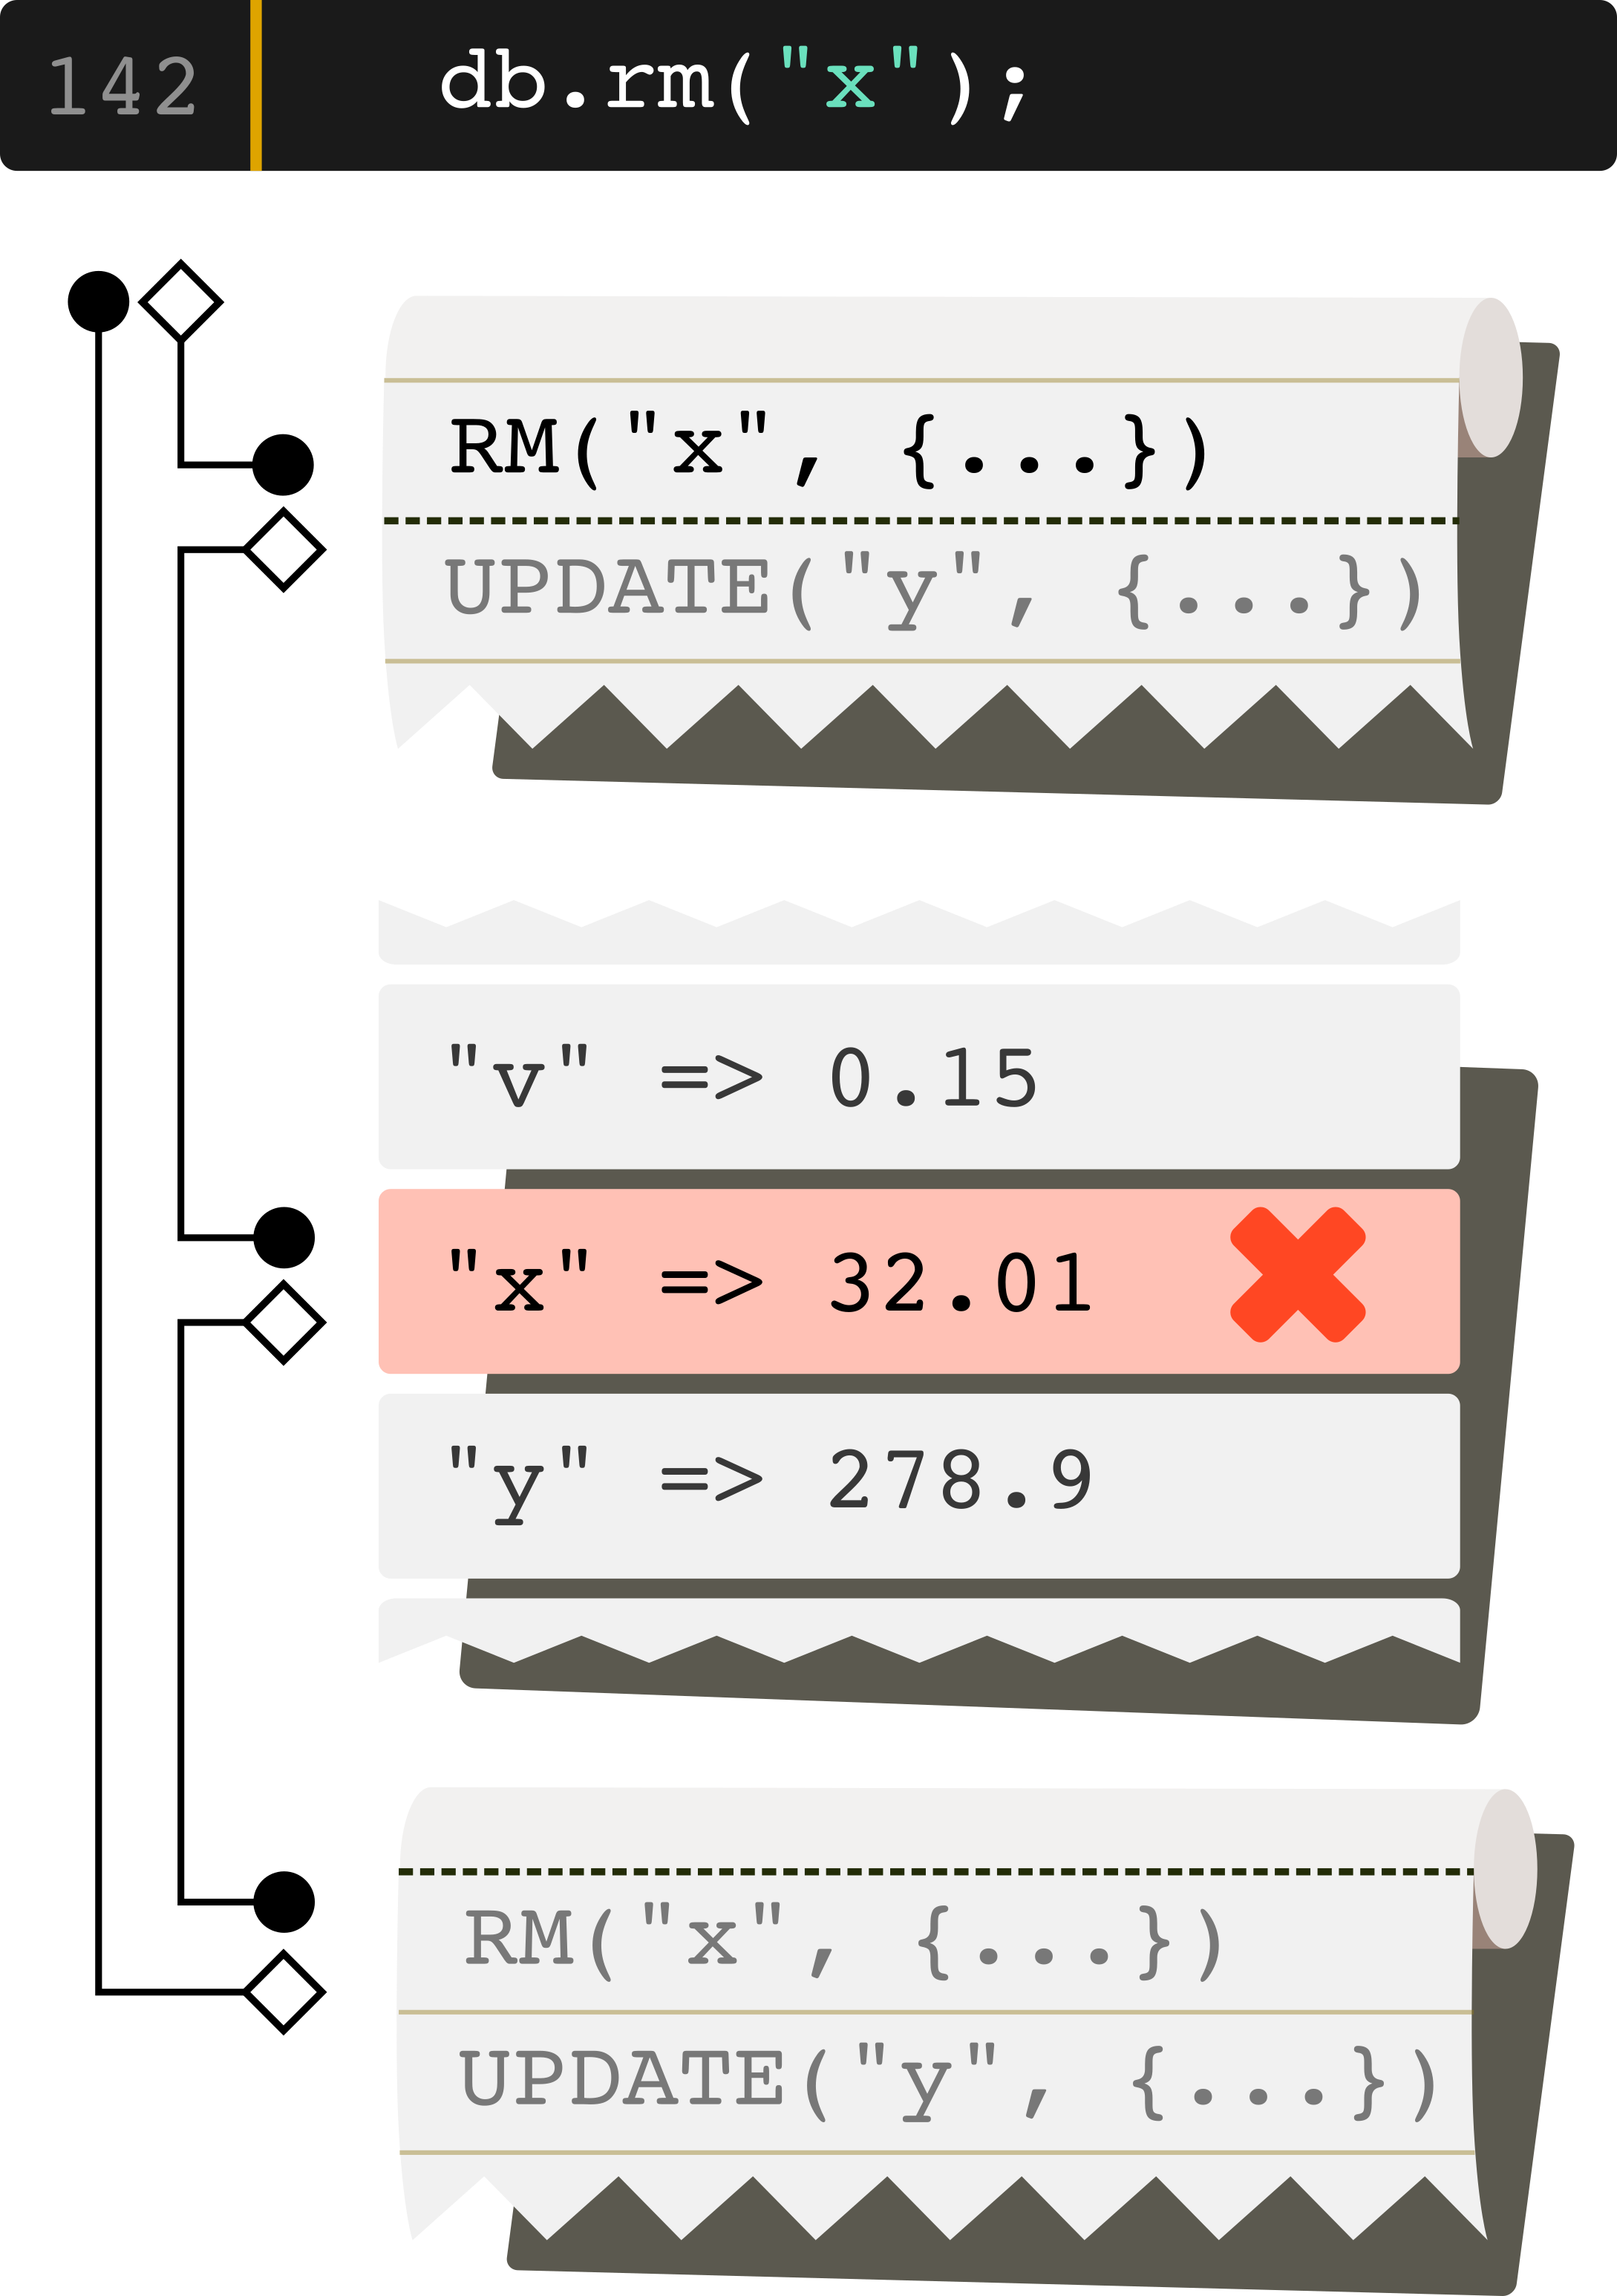 142 db.rm("x");
RM("x", {...})
UPDATE("y", {...})
"v" => 0.15
"x" => 32.01
"y" => 278.9
RM("x", {...})
UPDATE("y", {...})